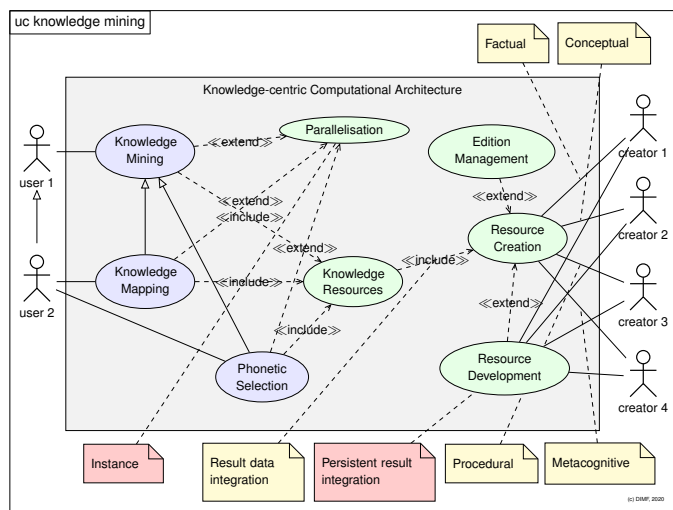 uc knowledge mining
Factual
Conceptual
Knowledge-centric Computational Architecture
Knowledge
Mining
≪extend≫
Parallelisation
Edition
Management
user 1
creator 1
≪extend≫
≪include≫
≪extend≫
Resource
Creation
creator 2
≪extend≫
≪include≫
Knowledge
Mapping
≪include≫
Knowledge
Resources
user 2
≪extend≫
creator 3
≪include≫
Phonetic
Selection
Resource
Development
creator 4
Instance
Result data
integration
Persistent result
integration
Procedural
Metacognitive
(c) DIMF, 2020